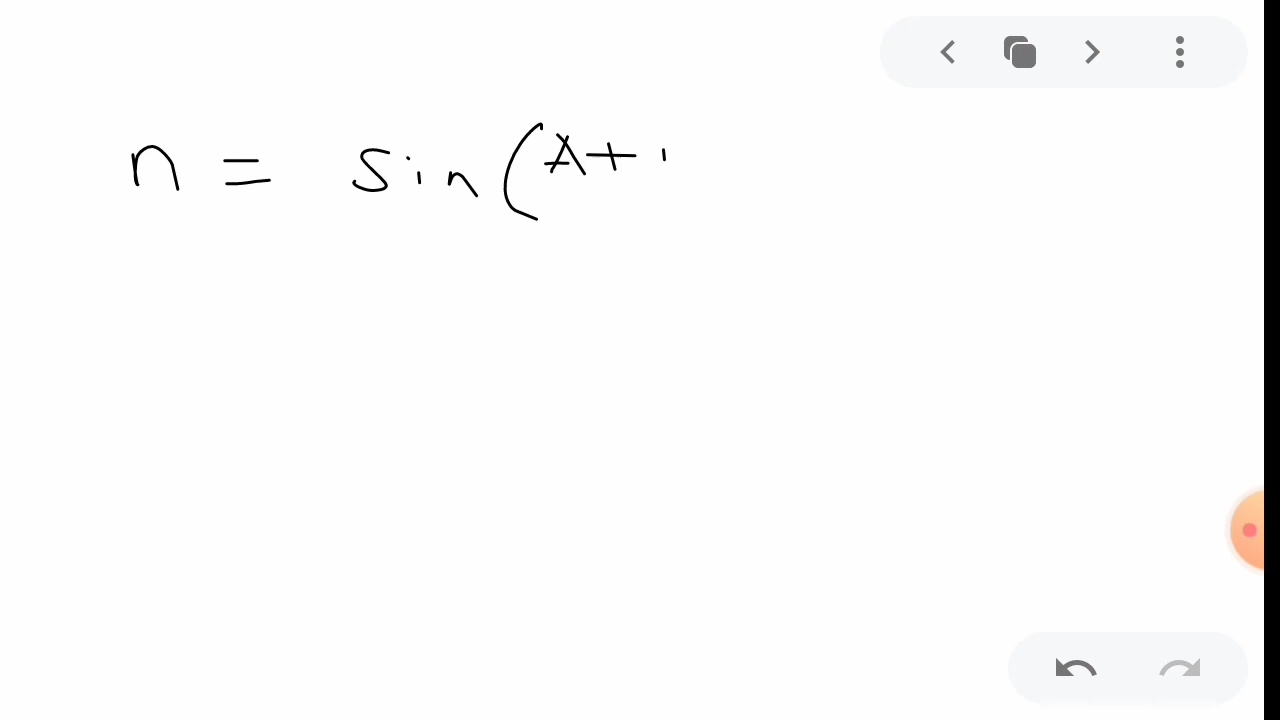 n = sin(A+